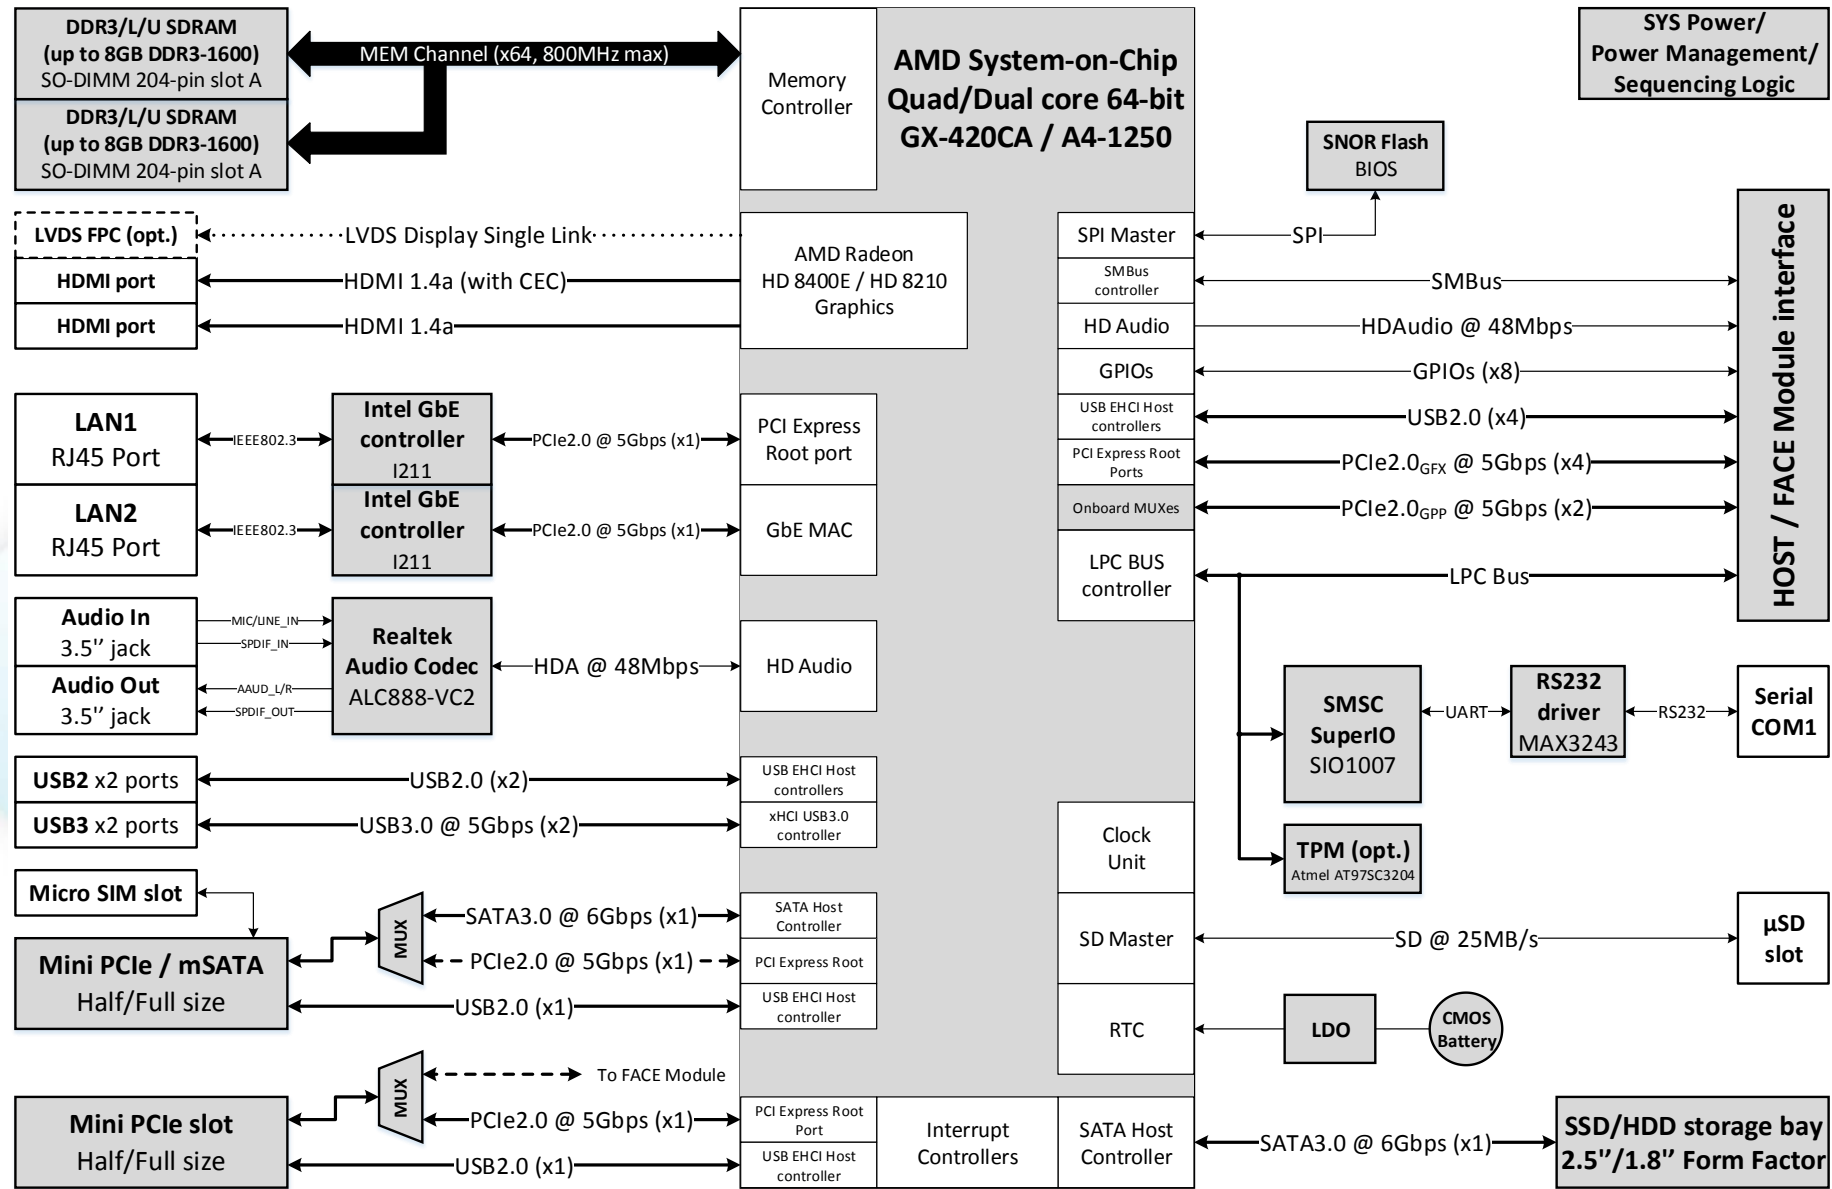 DDR3/L/U SDRAM
(up to 8GB DDR3-1600)
SO-DIMM 204-pin slot A
DDR3/L/U SDRAM
(up to 8GB DDR3-1600)
SO-DIMM 204-pin slot A
MEM Channel (x64, 800MHz max)
Memory
Controller
AMD System-on-Chip
Quad/Dual core 64-bit
GX-420CA / A4-1250
SYS Power/
Power Management/
Sequencing Logic
SNOR Flash
BIOS
LVDS FPC (opt.)
LVDS Display Single Link
HDMI port
HDMI 1.4a (with CEC)
HDMI port
HDMI 1.4a
AMD Radeon
HD 8400E / HD 8210
Graphics
SPI Master
SPI
SMBus
controller
SMBus
HD Audio
HDAudio @ 48Mbps
GPIOs
GPIOs (x8)
USB EHCI Host
controllers
USB2.0 (x4)
PCI Express Root
Ports
PCIe2.0GFX @ 5Gbps (x4)
Onboard MUXes
PCIe2.0GPP @ 5Gbps (x2)
LPC BUS
controller
LPC Bus
HOST / FACE Module interface
LAN1
RJ45 Port
IEEE802.3
Intel GbE
controller
I211
PCIe2.0 @ 5Gbps (x1)
PCI Express
Root port
LAN2
RJ45 Port
IEEE802.3
Intel GbE
controller
I211
PCIe2.0 @ 5Gbps (x1)
GbE MAC
Audio In
3.5'' jack
MIC/LINE_IN
SPDIF_IN
Audio Out
3.5'' jack
AAUD_L/R
SPDIF_OUT
Realtek
Audio Codec
ALC888-VC2
HDA @ 48Mbps
HD Audio
SMSC
SuperIO
SIO1007
UART
RS232
driver
MAX3243
RS232
Serial
COM1
USB2 x2 ports
USB2.0 (x2)
USB EHCI Host
controllers
USB3 x2 ports
USB3.0 @ 5Gbps (x2)
xHCI USB3.0
controller
Clock
Unit
TPM (opt.)
Atmel AT97SC3204
Micro SIM slot
Mini PCIe / mSATA
Half/Full size
MUX
SATA3.0 @ 6Gbps (x1)
SATA Host
Controller
PCIe2.0 @ 5Gbps (x1)
PCI Express Root
USB2.0 (x1)
USB EHCI Host
controller
SD Master
SD @ 25MB/s
µSD
slot
RTC
LDO
CMOS
Battery
MUX
To FACE Module
Mini PCIe slot
Half/Full size
PCIe2.0 @ 5Gbps (x1)
PCI Express Root
Port
USB2.0 (x1)
USB EHCI Host
controller
Interrupt
Controllers
SATA Host
Controller
SATA3.0 @ 6Gbps (x1)
SSD/HDD storage bay
2.5''/1.8'' Form Factor